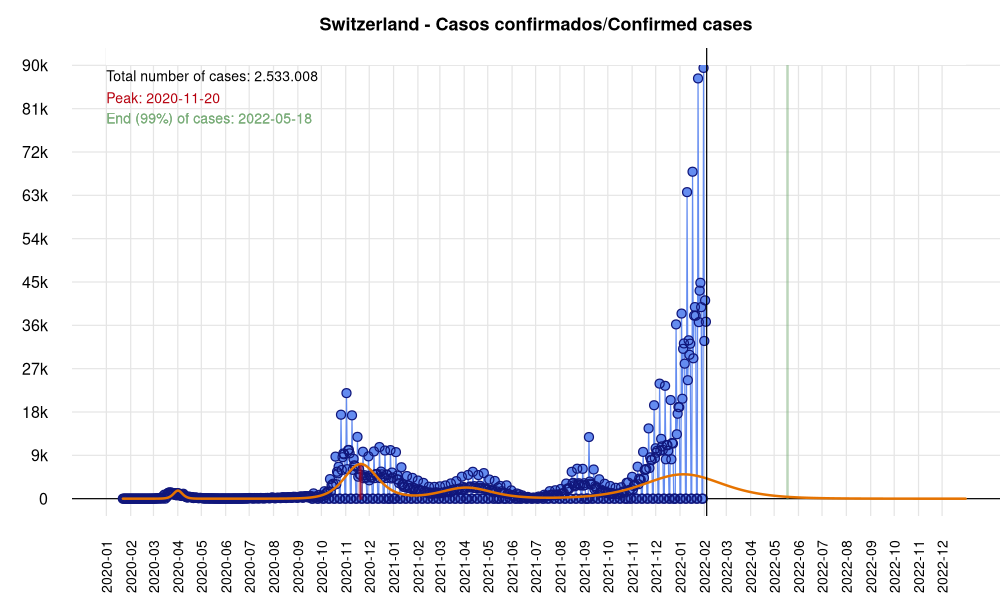 Switzerland - Casos confirmados/Confirmed cases
Total number of cases: 2.533.008
Peak: 2020-11-20
End (99%) of cases: 2022-05-18
90k
81k
72k
63k
54k
45k
36k
27k
18k
9k
0
2020-01
2020-02
2020-03
2020-04
2020-05
2020-06
2020-07
2020-08
2020-09
2020-10
2020-11
2020-12
2021-01
2021-02
2021-03
2021-04
2021-05
2021-06
2021-07
2021-08
2021-09
2021-10
2021-11
2021-12
2022-01
2022-02
2022-03
2022-04
2022-05
2022-06
2022-07
2022-08
2022-09
2022-10
2022-11
2022-12